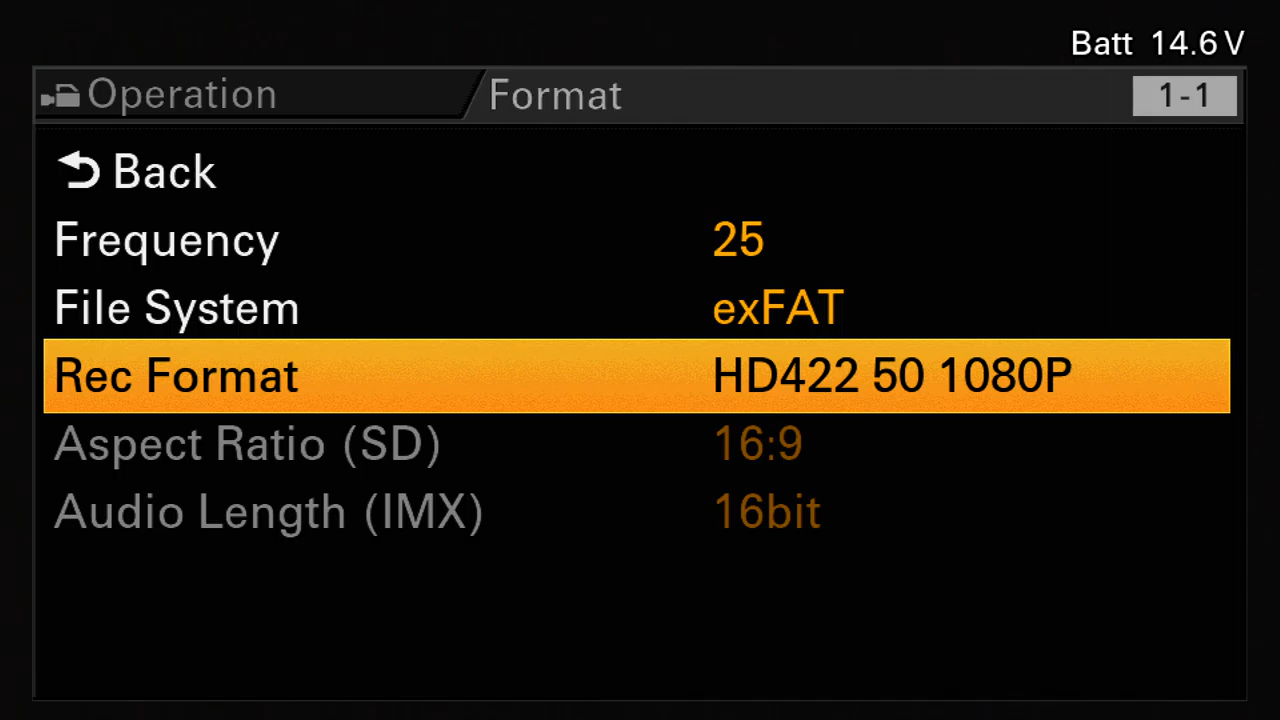 Batt 14.6 V
Operation Format 1-1
Back
Frequency 25
File System exFAT
Rec Format HD422 50 1080P
Aspect Ratio (SD) 16:9
Audio Length (IMX) 16bit